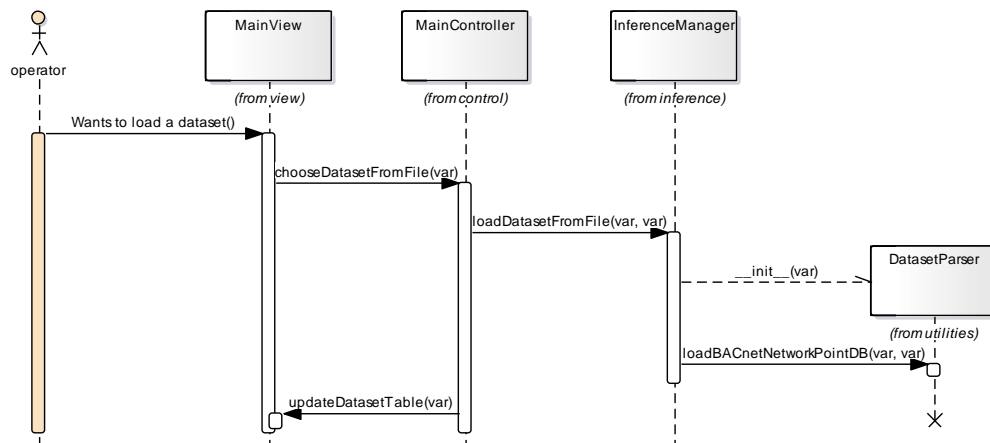 MainView
MainController
InferenceManager
operator
(from view)
(from control)
(from inference)
Wants to load a dataset()
chooseDatasetFromFile(var)
loadDatasetFromFile(var, var)
DatasetParser
__init__(var)
(from utilities)
loadBACnetNetworkPointDB(var, var)
updateDatasetTable(var)